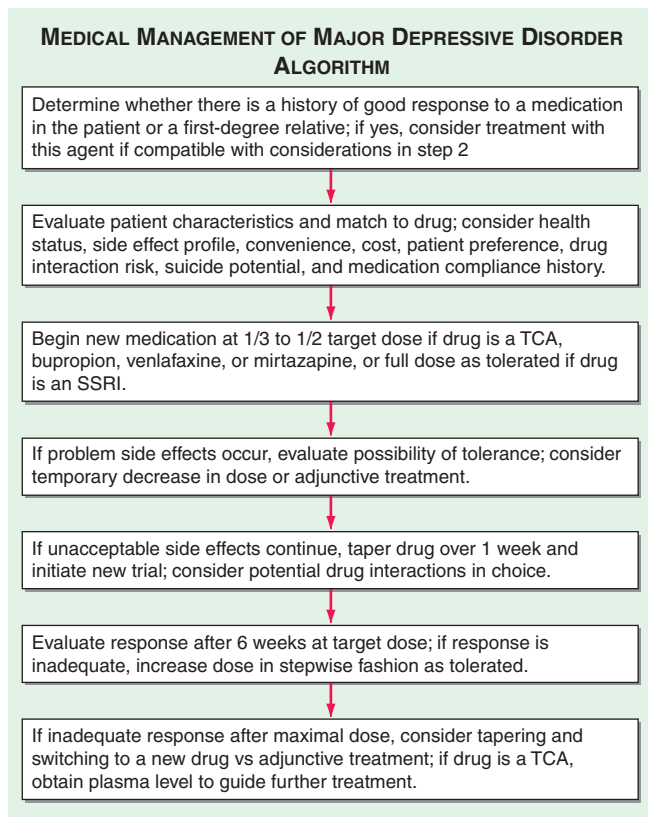 MEDICAL MANAGEMENT OF MAJOR DEPRESSIVE DISORDER
ALGORITHM
Determine whether there is a history of good response to a medication
in the patient or a first-degree relative; if yes, consider treatment with
this agent if compatible with considerations in step 2
Evaluate patient characteristics and match to drug; consider health
status, side effect profile, convenience, cost, patient preference, drug
interaction risk, suicide potential, and medication compliance history.
Begin new medication at 1/3 to 1/2 target dose if drug is a TCA,
bupropion, venlafaxine, or mirtazapine, or full dose as tolerated if drug
is an SSRI.
If problem side effects occur, evaluate possibility of tolerance; consider
temporary decrease in dose or adjunctive treatment.
If unacceptable side effects continue, taper drug over 1 week and
initiate new trial; consider potential drug interactions in choice.
Evaluate response after 6 weeks at target dose; if response is
inadequate, increase dose in stepwise fashion as tolerated.
If inadequate response after maximal dose, consider tapering and
switching to a new drug vs adjunctive treatment; if drug is a TCA,
obtain plasma level to guide further treatment.